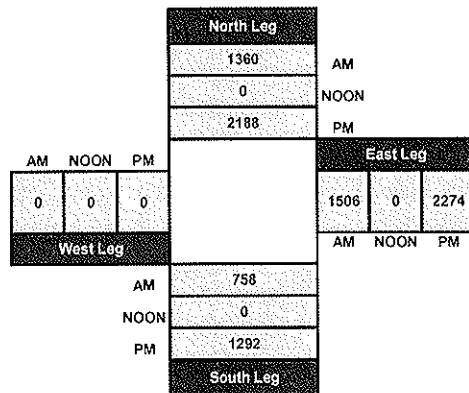 North Leg
1360 AM
0 NOON
2188 PM
AM NOON PM
East Leg
0 0 0
1506 0 2274
West Leg
AM NOON PM
AM 758
NOON 0
PM 1292
South Leg